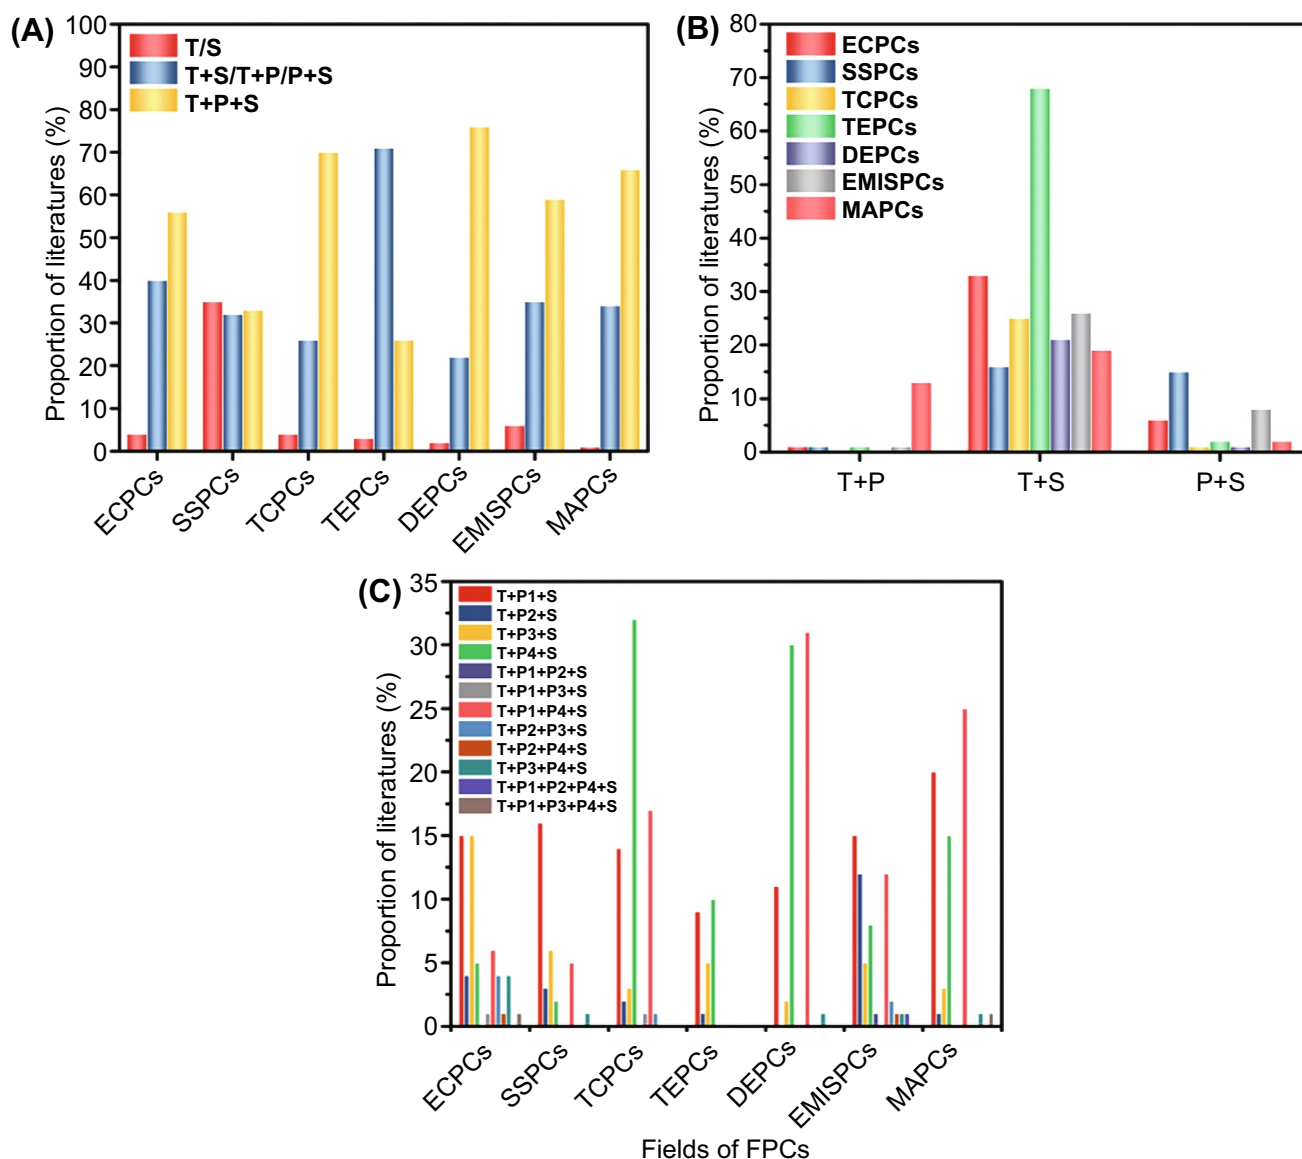 (A)
Proportion of literatures (%)
100
90
80
70
60
50
40
30
20
10
0
T/S
T+S/T+P/P+S
T+P+S
ECPCs
SSPCs
TCPCs
TEPCs
DEPCs
EMISPCs
MAPCs
(B)
Proportion of literatures (%)
80
70
60
50
40
30
20
10
0
ECPCs
SSPCs
TCPCs
TEPCs
DEPCs
EMISPCs
MAPCs
T+P
T+S
P+S
(C)
Proportion of literatures (%)
35
30
25
20
15
10
5
0
T+P1+S
T+P2+S
T+P3+S
T+P4+S
T+P1+P2+S
T+P1+P3+S
T+P1+P4+S
T+P2+P3+S
T+P2+P4+S
T+P3+P4+S
T+P1+P2+P4+S
T+P1+P3+P4+S
ECPCs
SSPCs
TCPCs
TEPCs
DEPCs
EMISPCs
MAPCs
Fields of FPCs